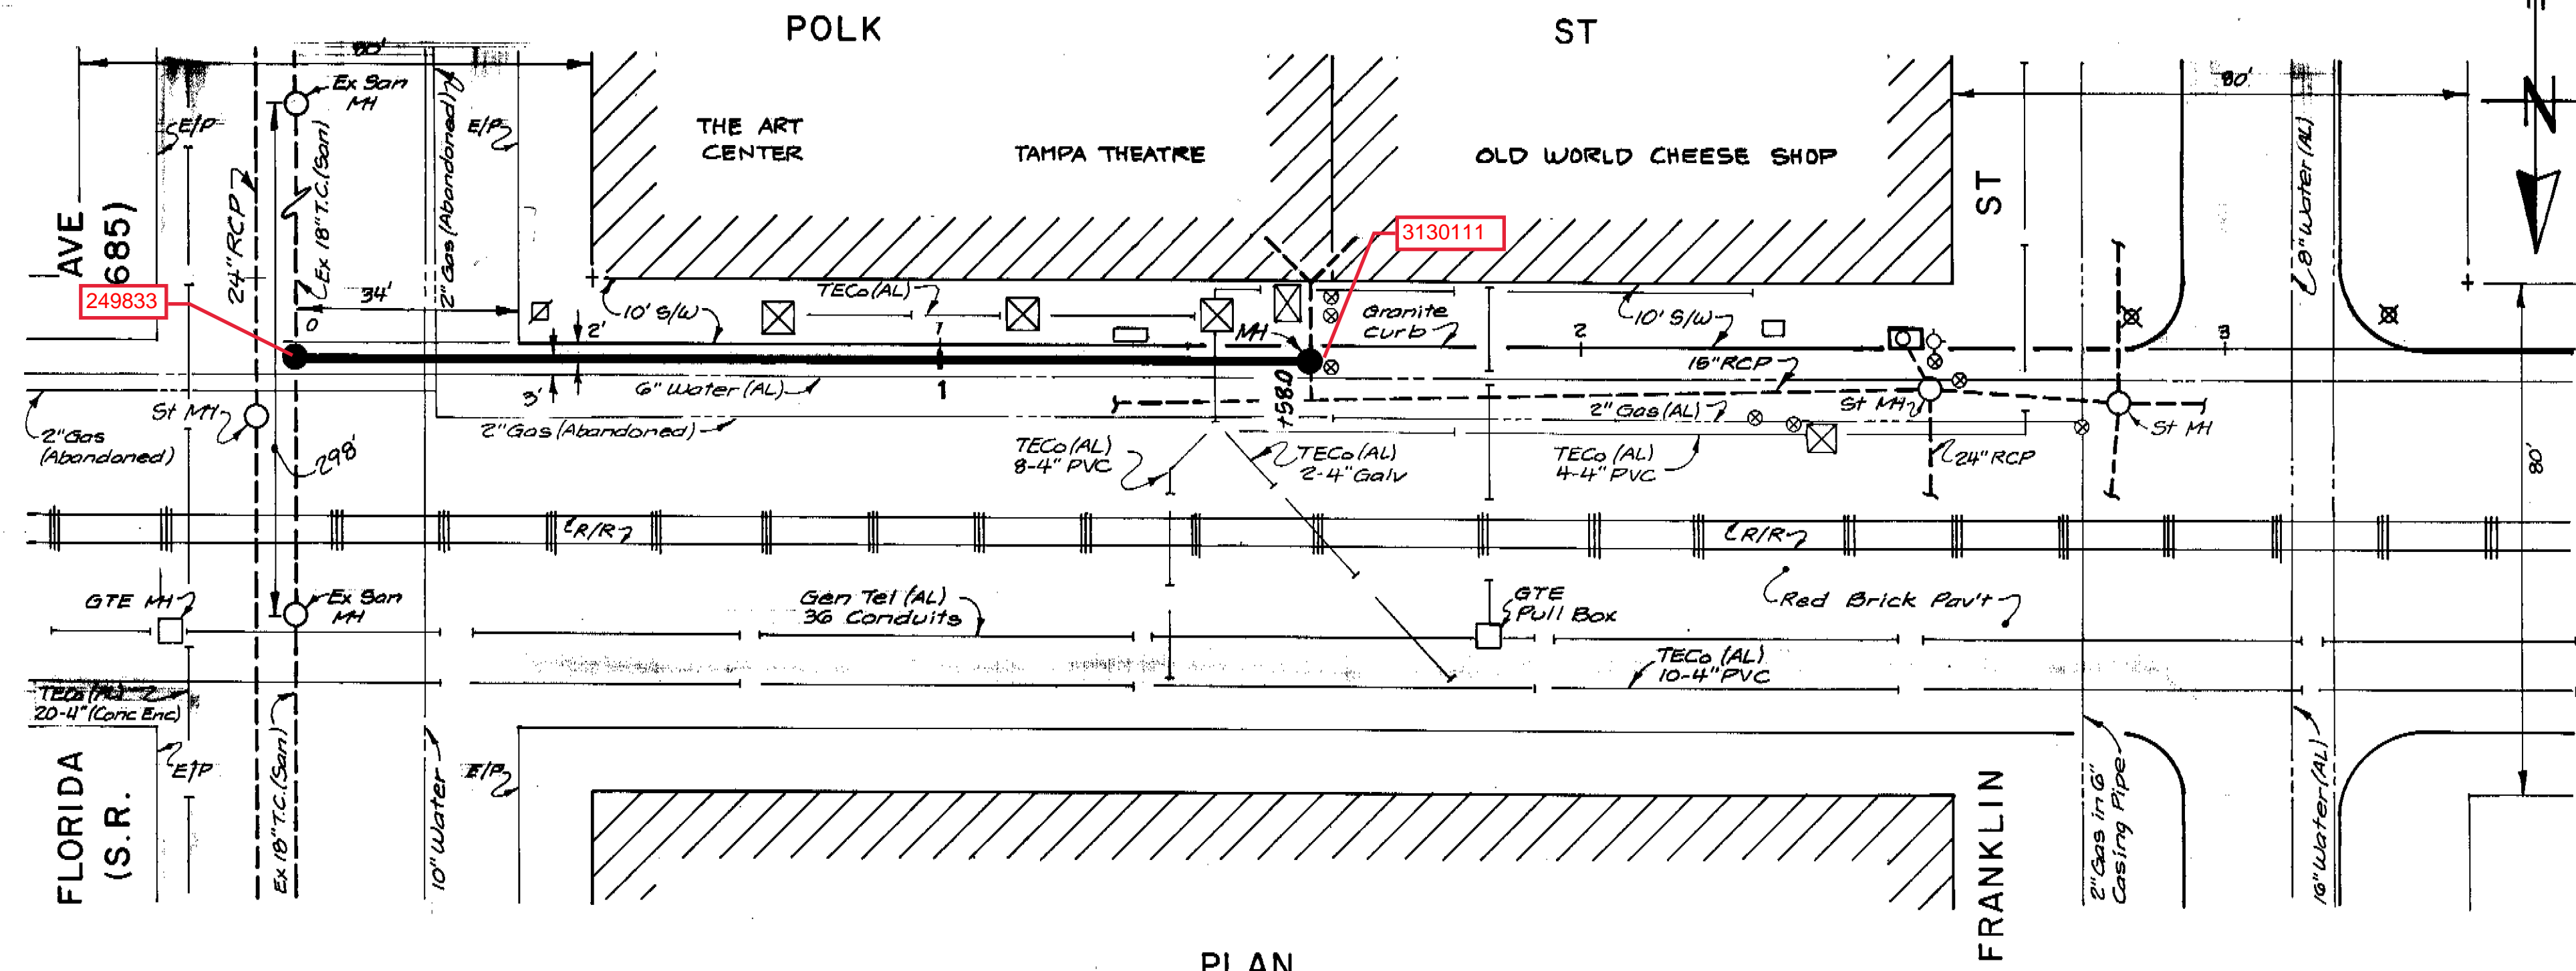 POLK ST
80'
Ex San
MH
E/P
24" RCP
Ex 18" T.C. (San)
2" Gas (Abandoned)
E/P
THE ART
CENTER
TAMPA THEATRE
OLD WORLD CHEESE SHOP
ST
80'
8" Water (AL)
N
AVE
685)
3130111
249833
34'
0
10' S/W
2'
TECo (AL)
1
MH
Granite
Curb
2
10' S/W
3
3'
6" Water (AL)
1
+58.0
15" RCP
St MH
2" Gas
(Abandoned)
298'
2" Gas (Abandoned)
TECo (AL)
8-4" PVC
TECo (AL)
2-4" Galv
2" Gas (AL)
TECo (AL)
4-4" PVC
St MH
24" RCP
St MH
80'
R/R
R/R
GTE MH
Ex San
MH
Gen Tel (AL)
36 Conduits
GTE
Pull Box
Red Brick Pav't
TECo (AL)
10-4" PVC
TECo (AL)
20-4" (Conc Enc)
FLORIDA
(S.R.
E/P
Ex 18" T.C. (San)
10" Water
E/P
FRANKLIN
2" Gas in 6"
Casing Pipe
16" Water (AL)
PLAN